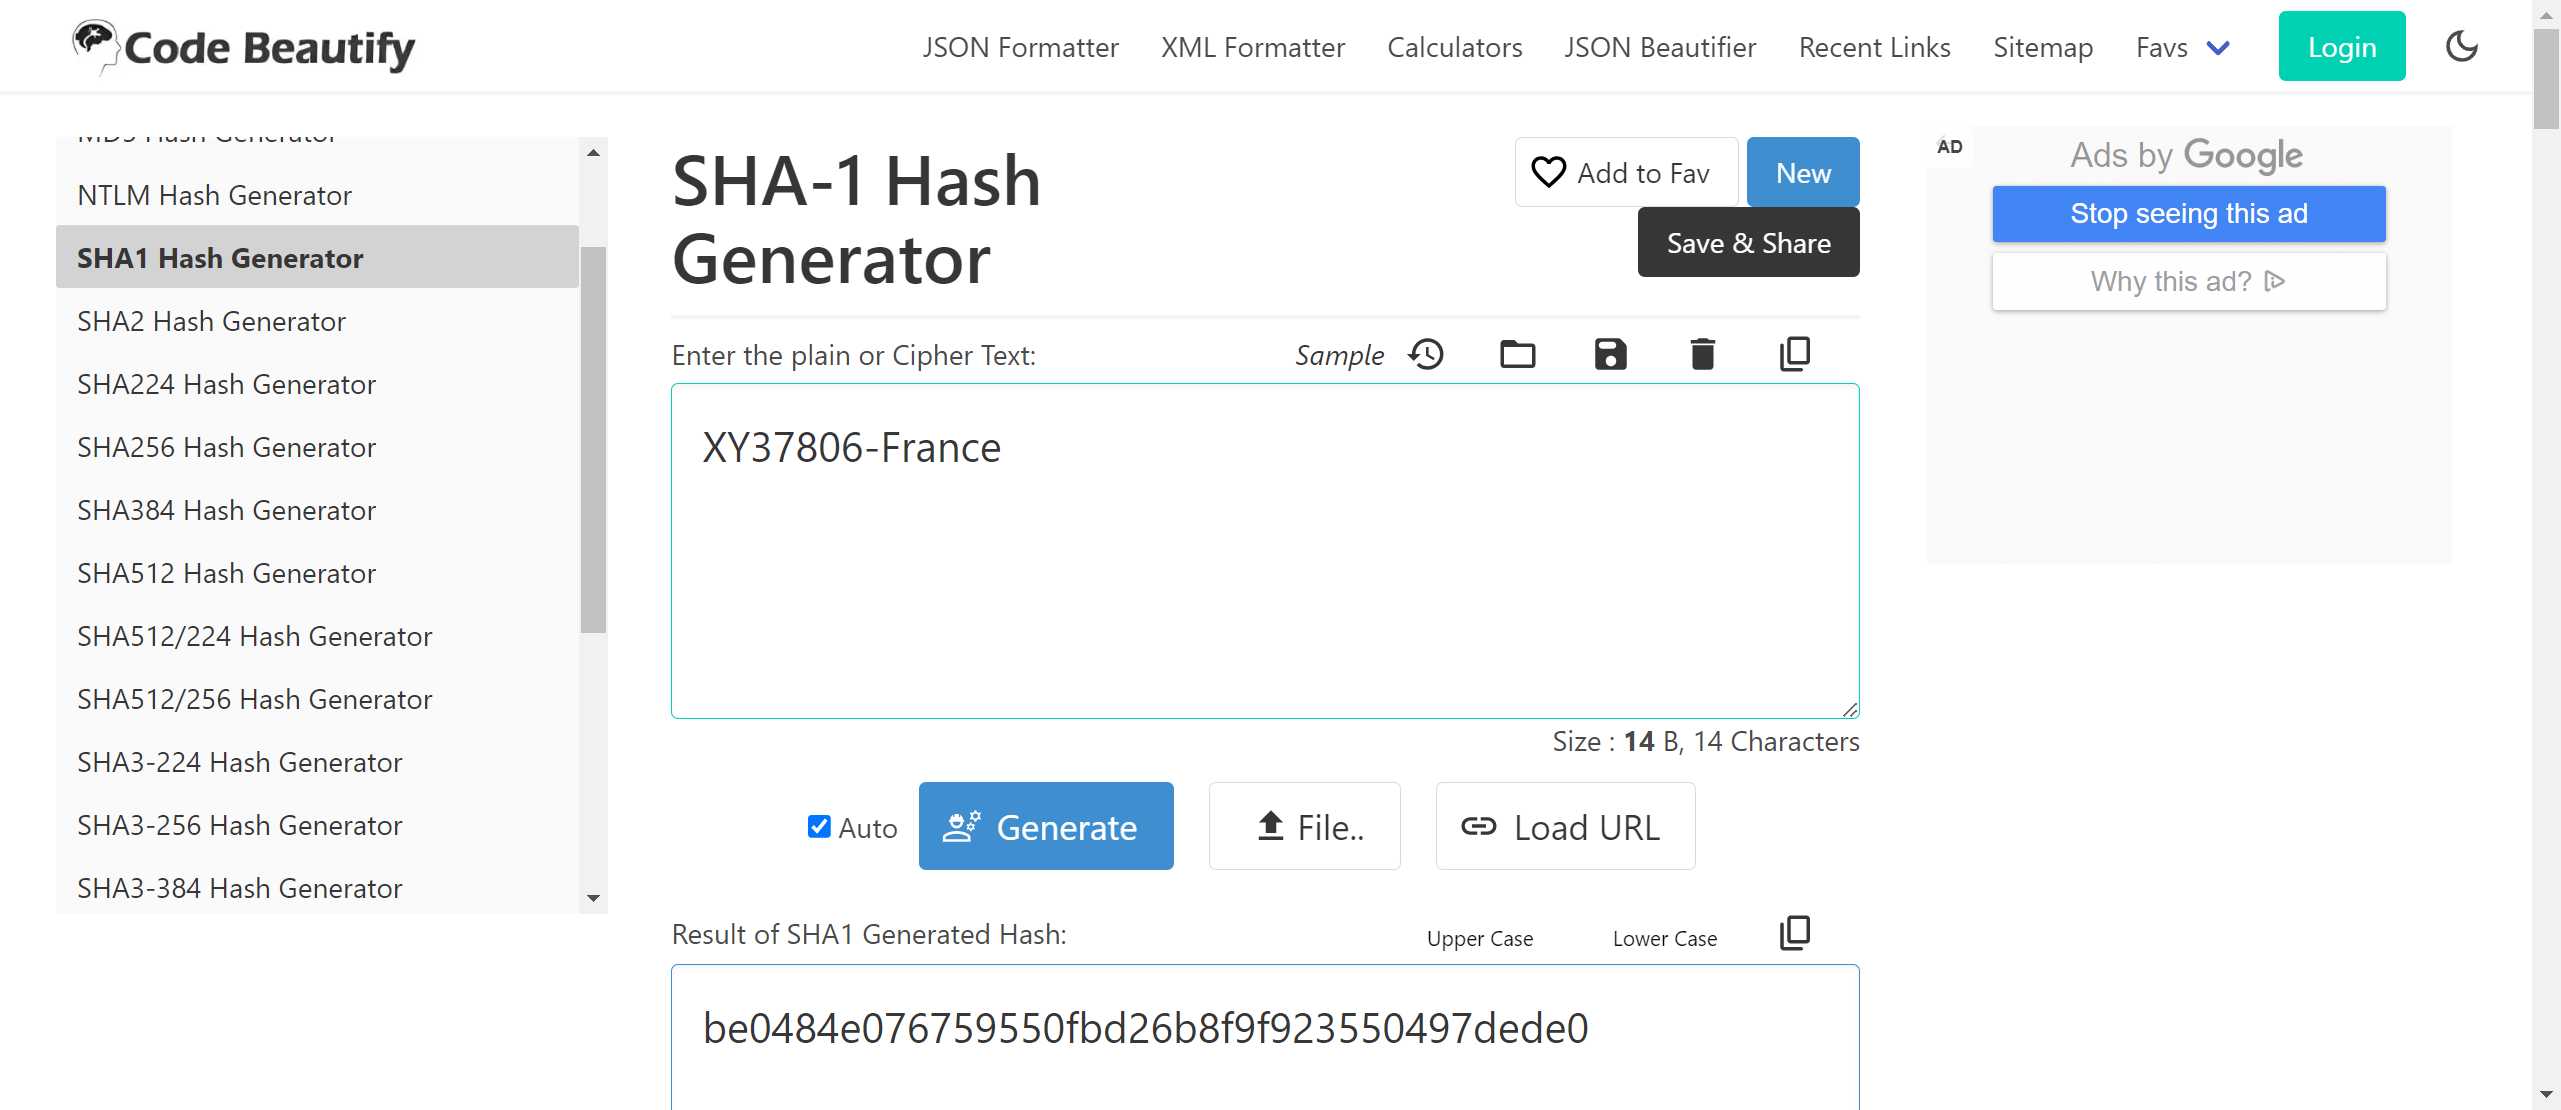 Code Beautify
JSON Formatter
XML Formatter
Calculators
JSON Beautifier
Recent Links
Sitemap
Favs
Login
MD5 Hash Generator
NTLM Hash Generator
SHA1 Hash Generator
SHA2 Hash Generator
SHA224 Hash Generator
SHA256 Hash Generator
SHA384 Hash Generator
SHA512 Hash Generator
SHA512/224 Hash Generator
SHA512/256 Hash Generator
SHA3-224 Hash Generator
SHA3-256 Hash Generator
SHA3-384 Hash Generator
SHA-1 Hash
Generator
Add to Fav
New
Save & Share
Enter the plain or Cipher Text:
Sample
XY37806-France
Size : 14 B, 14 Characters
Auto
Generate
File..
Load URL
Result of SHA1 Generated Hash:
Upper Case
Lower Case
be0484e076759550fbd26b8f9f923550497dede0
AD
Ads by Google
Stop seeing this ad
Why this ad?